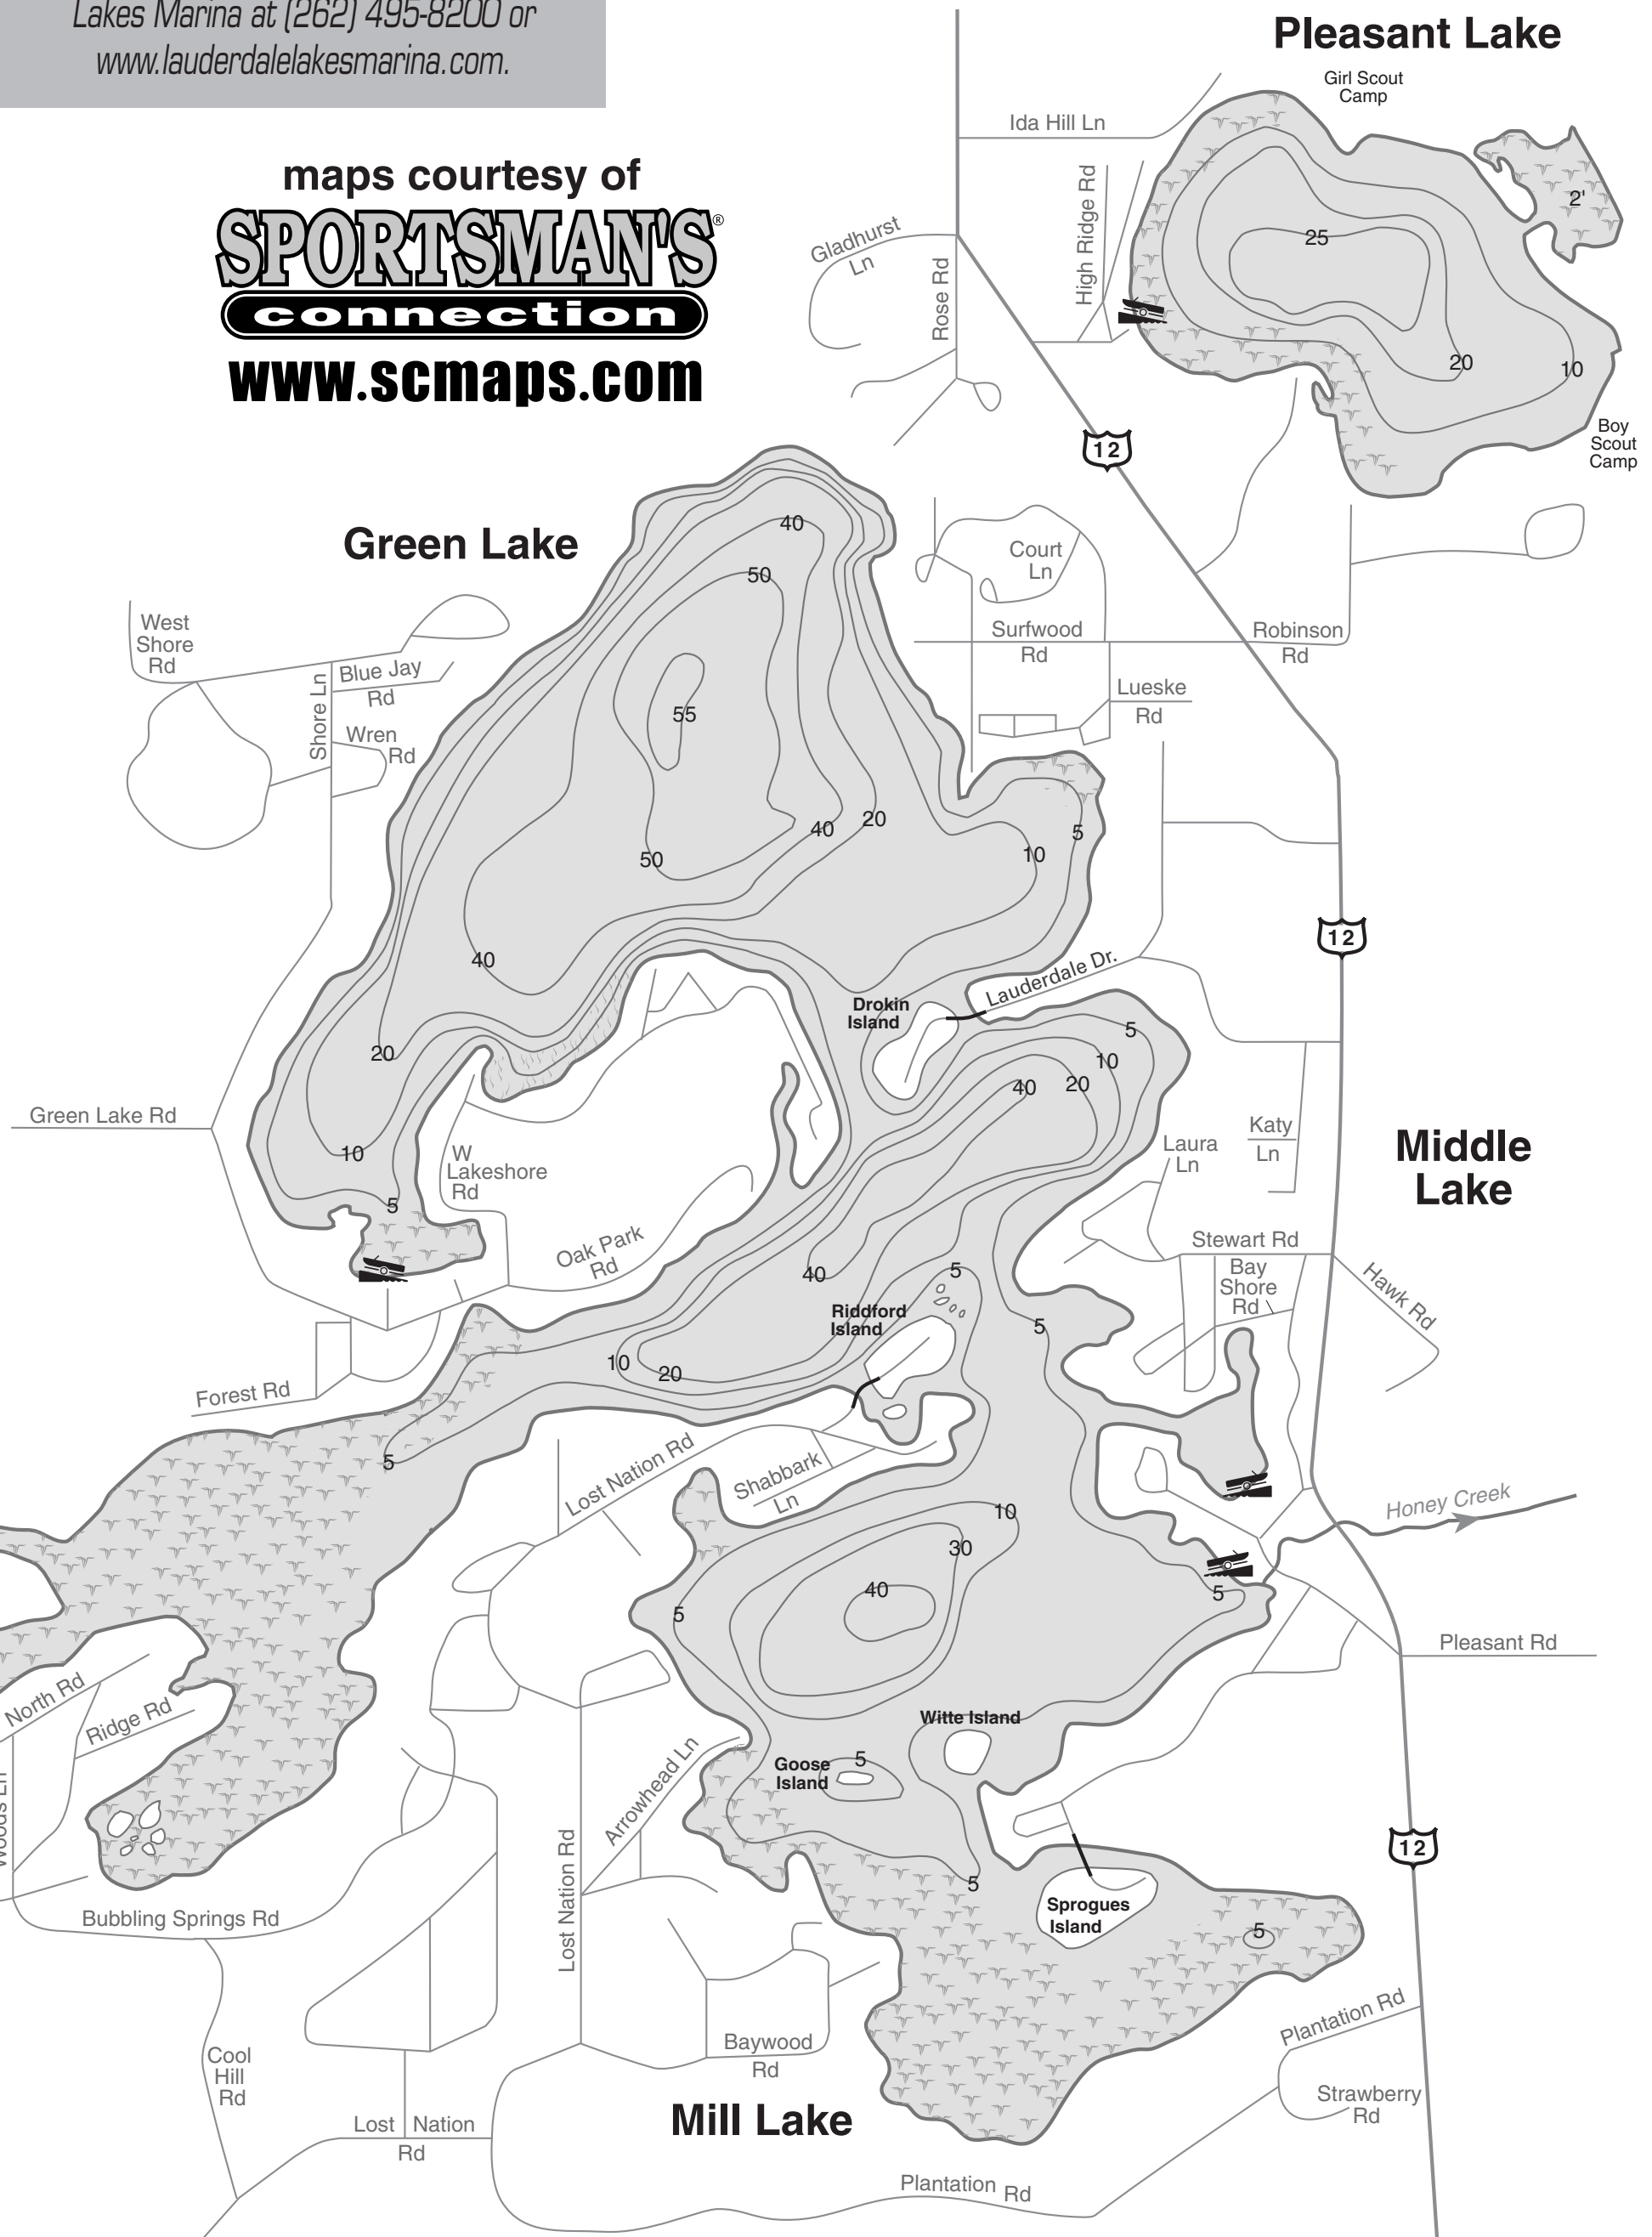 Lakes Marina at (262) 495-8200 or
www.lauderdalelakesmarina.com.
maps courtesy of
SPORTSMAN'S®
connection
www.scmaps.com
Pleasant Lake
Girl Scout
Camp
Ida Hill Ln
High Ridge Rd
2'
25
Gladhurst
Ln
Rose Rd
20
10
Boy
Scout
Camp
12
Green Lake
40
50
Court
Ln
West
Shore
Rd
Surfwood
Rd
Robinson
Rd
Blue Jay
Rd
Shore Ln
Wren
Rd
Lueske
Rd
55
40
20
5
10
50
12
40
Lauderdale Dr.
Drokin
Island
5
20
10
40
20
Green Lake Rd
10
W
Lakeshore
Rd
5
Katy
Ln
Laura
Ln
Middle
Lake
Oak Park
Rd
Stewart Rd
Bay
Shore
Rd
Hawk Rd
40
5
Riddford
Island
5
10
20
Forest Rd
5
Lost Nation Rd
Shabbark
Ln
Honey Creek
10
30
40
5
5
Pleasant Rd
North Rd
Ridge Rd
Witte Island
Goose
Island
5
Arrowhead Ln
Woods Ln
12
5
Sprogues
Island
5
Bubbling Springs Rd
Lost Nation Rd
Plantation Rd
Baywood
Rd
Cool
Hill
Rd
Strawberry
Rd
Lost Nation
Rd
Mill Lake
Plantation Rd